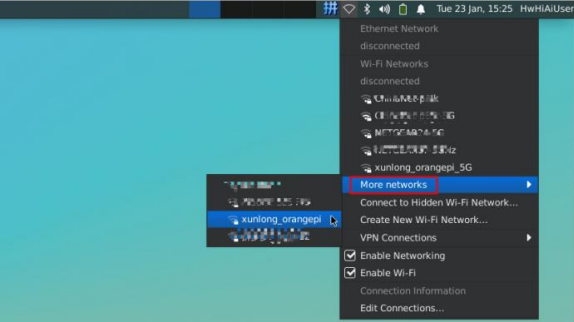 Tue 23 Jan, 15:25 HwHiAiUser
Ethernet Network
disconnected
Wi-Fi Networks
disconnected
xunlong_orangepi_5G
More networks
xunlong_orangepi
Connect to Hidden Wi-Fi Network...
Create New Wi-Fi Network...
VPN Connections
Enable Networking
Enable Wi-Fi
Connection Information
Edit Connections...